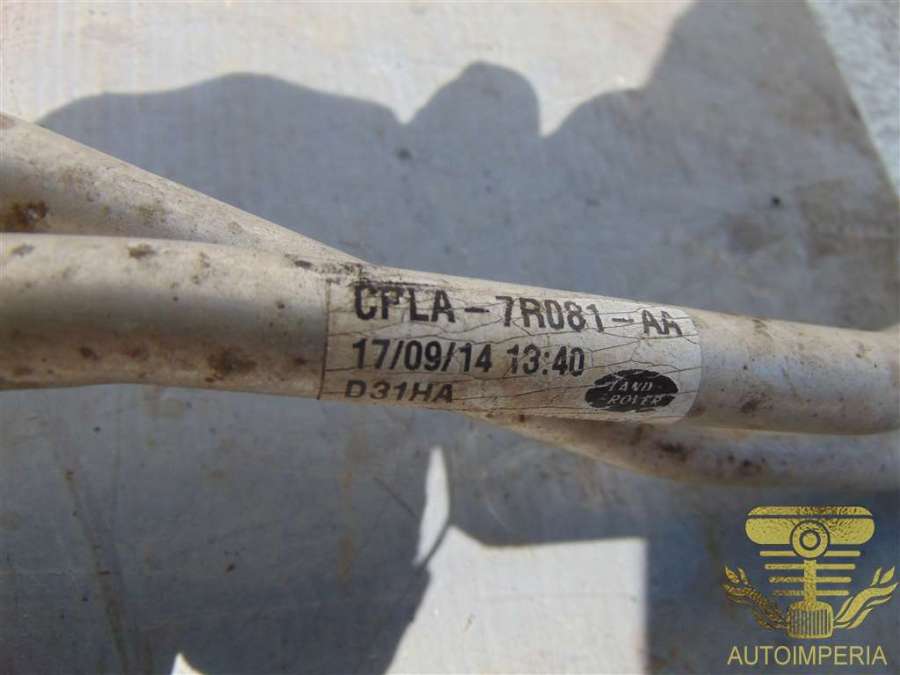 CPLA-7R081-AA
17/09/14 13:40
D31HA
LAND
-ROVER
AUTOIMPERIA